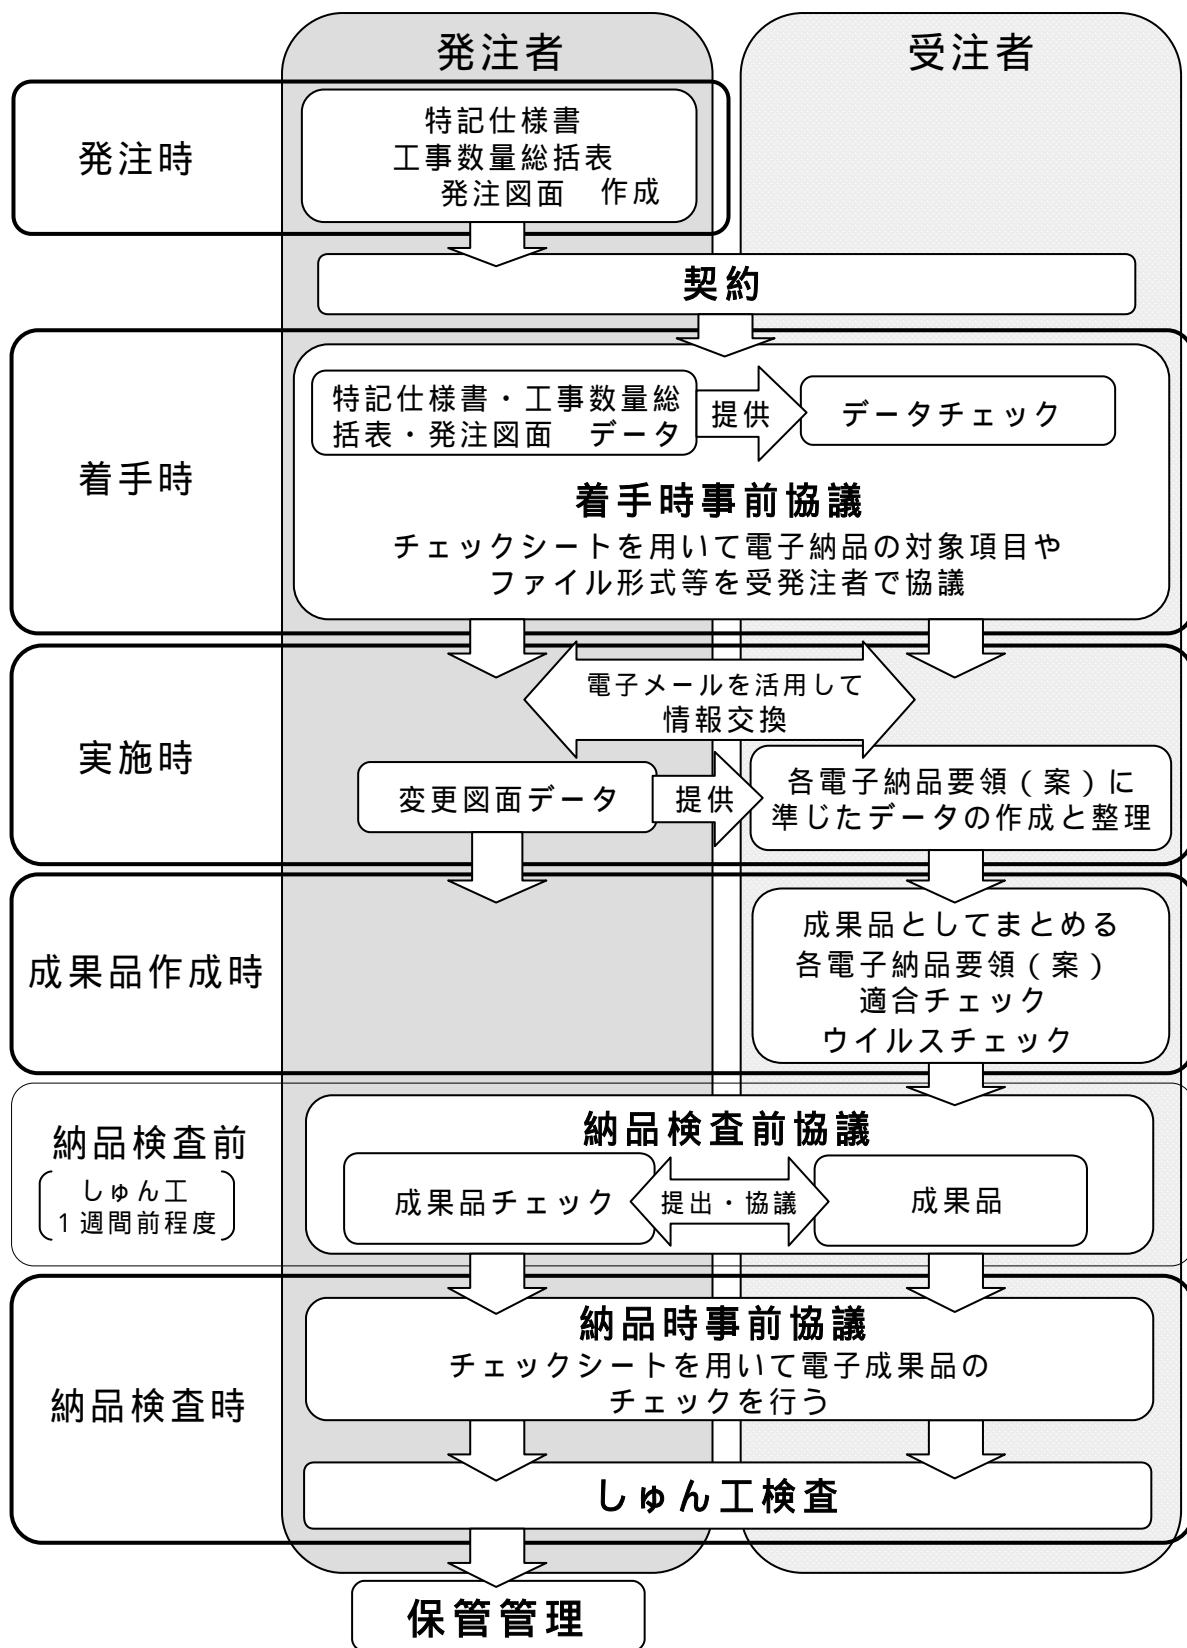 発注者
受注者
発注時
特記仕様書
工事数量総括表
発注図面　作成
契約
着手時
特記仕様書・工事数量総
括表・発注図面　データ
提供
データチェック
着手時事前協議
チェックシートを用いて電子納品の対象項目や
ファイル形式等を受発注者で協議
実施時
電子メールを活用して
情報交換
変更図面データ
提供
各電子納品要領（案）に
準じたデータの作成と整理
成果品作成時
成果品としてまとめる
各電子納品要領（案）
適合チェック
ウイルスチェック
納品検査前
しゅん工
1週間前程度
納品検査前協議
成果品チェック
提出・協議
成果品
納品検査時
納品時事前協議
チェックシートを用いて電子成果品の
チェックを行う
しゅん工検査
保管管理